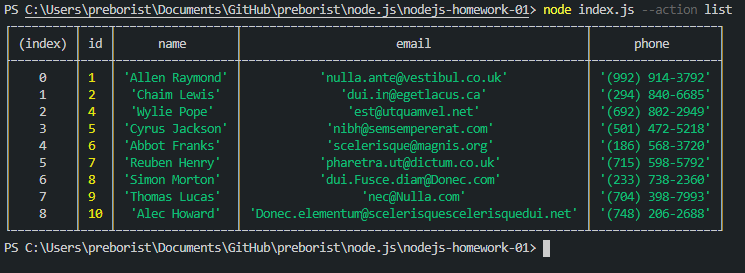 PS C:\Users\preborist\Documents\GitHub\preborist\node.js\nodejs-homework-01> node index.js --action list
(index) id name email phone
0 1 'Allen Raymond' 'nulla.ante@vestibul.co.uk' '(992) 914-3792'
1 2 'Chaim Lewis' 'dui.in@egetlacus.ca' '(294) 840-6685'
2 4 'Wylie Pope' 'est@utquamvel.net' '(692) 802-2949'
3 5 'Cyrus Jackson' 'nibh@semsempererat.com' '(501) 472-5218'
4 6 'Abbot Franks' 'scelerisque@magnis.org' '(186) 568-3720'
5 7 'Reuben Henry' 'pharetra.ut@dictum.co.uk' '(715) 598-5792'
6 8 'Simon Morton' 'dui.Fusce.diam@Donec.com' '(233) 738-2360'
7 9 'Thomas Lucas' 'nec@Nulla.com' '(704) 398-7993'
8 10 'Alec Howard' 'Donec.elementum@scelerisquescelerisquedui.net' '(748) 206-2688'
PS C:\Users\preborist\Documents\GitHub\preborist\node.js\nodejs-homework-01>